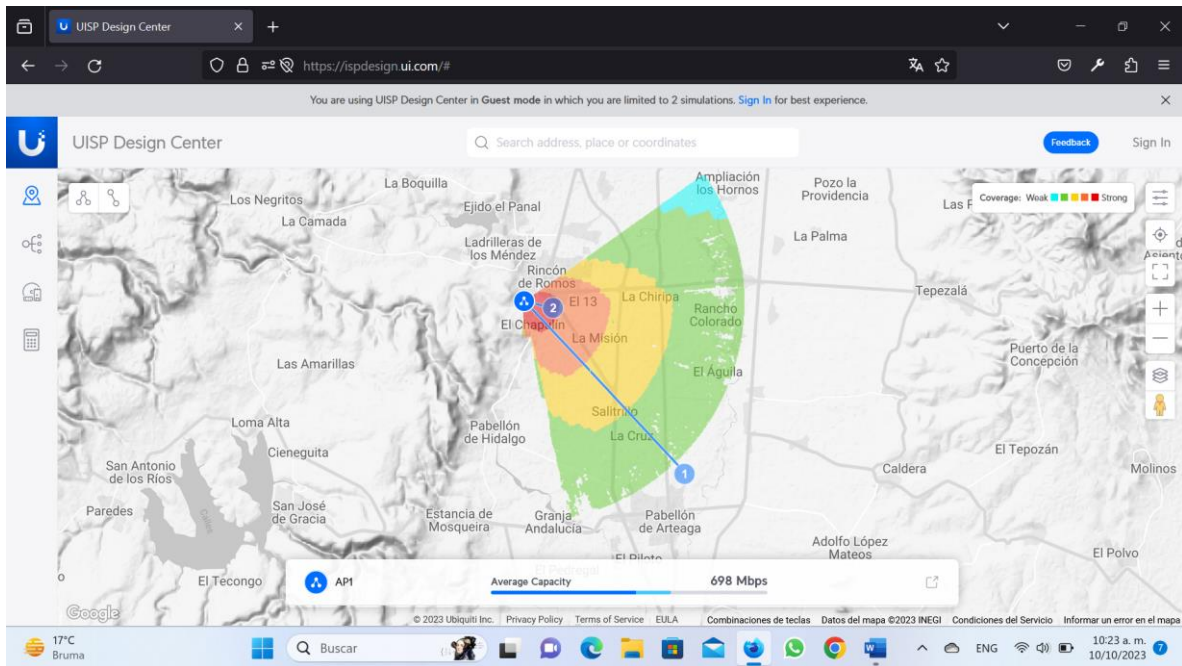 UISP Design Center
https://ispdesign.ui.com/#
You are using UISP Design Center in Guest mode in which you are limited to 2 simulations. Sign In for best experience.
UISP Design Center
Search address, place or coordinates
Feedback
Sign In
Coverage: Weak Strong
La Boquilla
Ampliación
los Hornos
Pozo la
Providencia
Los Negritos
Ejido el Panal
La Camada
Ladrilleras de
los Méndez
La Palma
Rincón
de Romos
Tepezalá
2
El 13
La Chiripa
Rancho
Colorado
El Chapulín
La Misión
Puerto de la
Concepción
Las Amarillas
El Águila
Salitrillo
Loma Alta
Pabellón
de Hidalgo
La Cruz
Cieneguita
El Tepozán
San Antonio
de los Ríos
1
Caldera
Molinos
Paredes
San José
de Gracia
Estancia de
Mosqueira
Granja
Andalucía
Pabellón
de Arteaga
Adolfo López
Mateos
El Piloto
El Polvo
El Pedregal
El Tecongo
AP1
Average Capacity
698 Mbps
Google
© 2023 Ubiquiti Inc. Privacy Policy Terms of Service EULA
Combinaciones de teclas Datos del mapa ©2023 INEGI Condiciones del Servicio Informar un error en el mapa
17°C
Bruma
Buscar
ENG
10:23 a. m.
10/10/2023
7